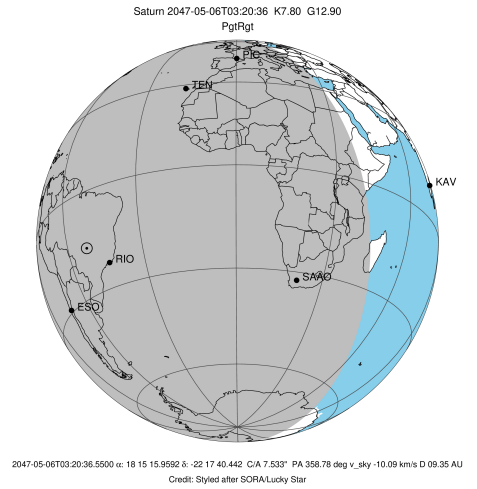 Saturn 2047-05-06T03:20:36 K7.80 G12.90
PgtRgt
PIC
TEN
KAV
RIO
SAAO
ESO
2047-05-06T03:20:36.5500 α: 18 15 15.9592 δ: -22 17 40.442 C/A 7.533" PA 358.78 deg v_sky -10.09 km/s D 09.35 AU
Credit: Styled after SORA/Lucky Star